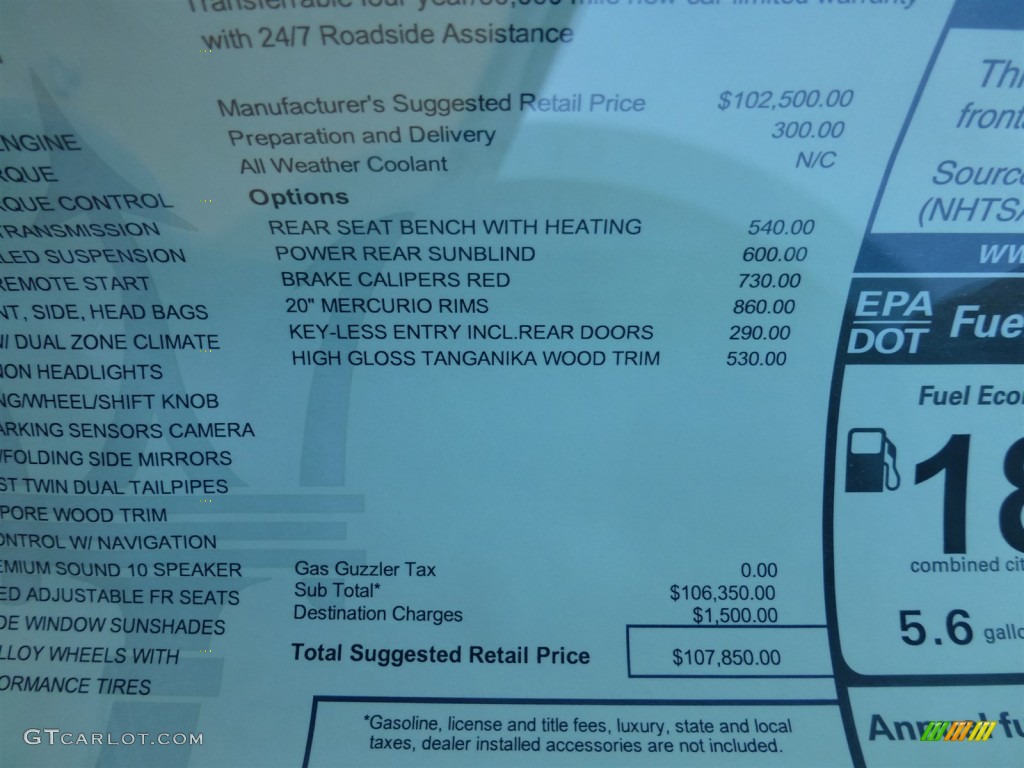 with 24/7 Roadside Assistance
Manufacturer's Suggested Retail Price $102,500.00
Preparation and Delivery 300.00
All Weather Coolant N/C
Options
REAR SEAT BENCH WITH HEATING 540.00
POWER REAR SUNBLIND 600.00
BRAKE CALIPERS RED 730.00
20" MERCURIO RIMS 860.00
KEY-LESS ENTRY INCL.REAR DOORS 290.00
HIGH GLOSS TANGANIKA WOOD TRIM 530.00
Gas Guzzler Tax 0.00
Sub Total* $106,350.00
Destination Charges $1,500.00
Total Suggested Retail Price $107,850.00
*Gasoline, license and title fees, luxury, state and local
taxes, dealer installed accessories are not included.
ENGINE
RQUE
RQUE CONTROL
TRANSMISSION
LED SUSPENSION
REMOTE START
NT, SIDE, HEAD BAGS
W/ DUAL ZONE CLIMATE
NON HEADLIGHTS
NG/WHEEL/SHIFT KNOB
ARKING SENSORS CAMERA
/FOLDING SIDE MIRRORS
ST TWIN DUAL TAILPIPES
PORE WOOD TRIM
ONTROL W/ NAVIGATION
EMIUM SOUND 10 SPEAKER
ED ADJUSTABLE FR SEATS
DE WINDOW SUNSHADES
LLOY WHEELS WITH
ORMANCE TIRES
front
Source
(NHTSA
ww
EPA
DOT
Fue
Fuel Eco
18
combined cit
5.6 gallo
GTCARLOT.COM